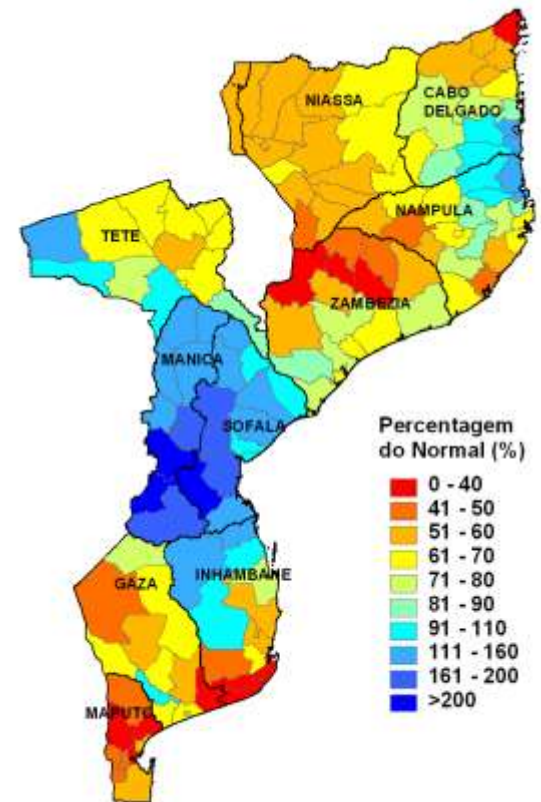 NIASSA
CABO
DELGADO
NAMPULA
TETE
ZAMBEZIA
MANICA
SOFALA
Percentagem
do Normal (%)
0 - 40
41 - 50
51 - 60
61 - 70
71 - 80
81 - 90
91 - 110
111 - 160
161 - 200
>200
INHAMBANE
GAZA
MAPUTO